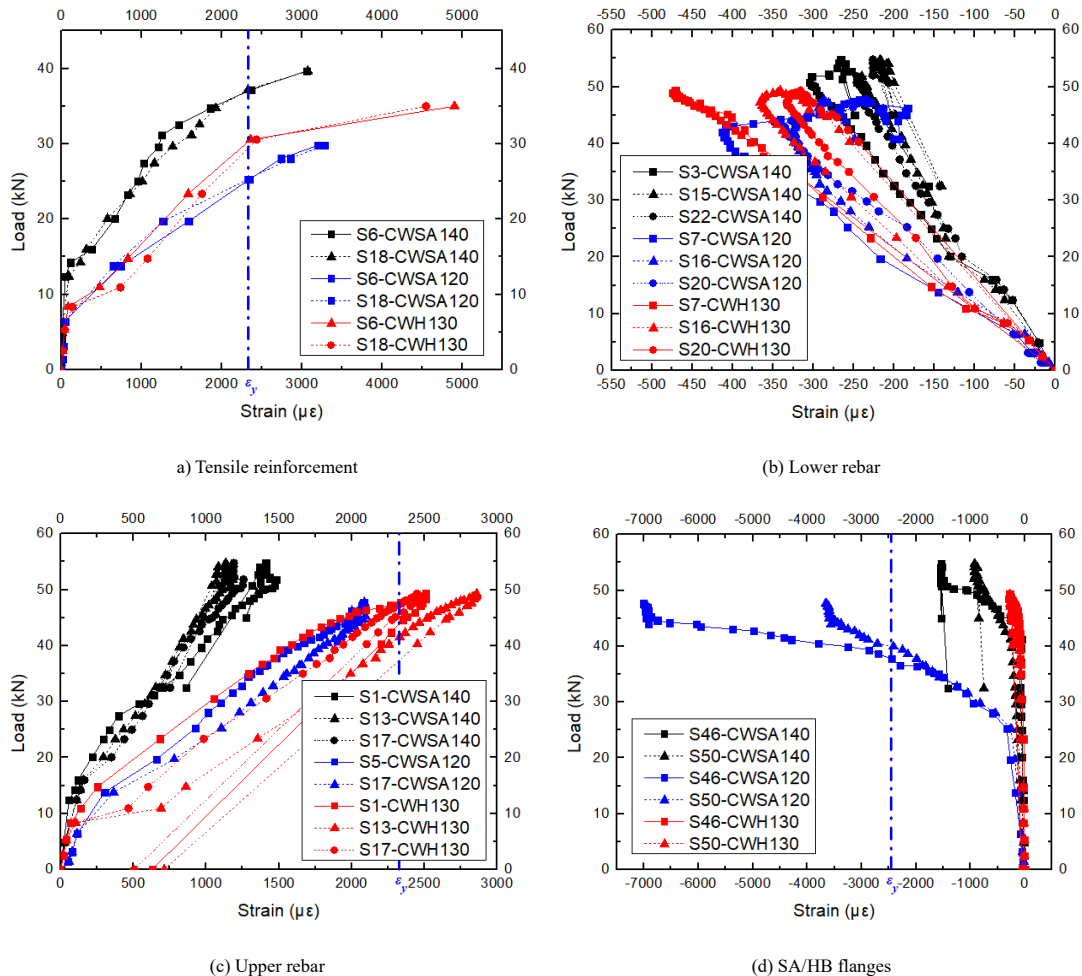 0 1000 2000 3000 4000 5000
0 10 20 30 40 50
Load (kN)
0 10 20 30 40 50
S6-CWSA140
S18-CWSA140
S6-CWSA120
S18-CWSA120
S6-CWH130
S18-CWH130
0 1000 2000 3000 4000 5000
εy
Strain (με)
a) Tensile reinforcement
-550 -500 -450 -400 -350 -300 -250 -200 -150 -100 -50 0
0 10 20 30 40 50 60
Load (kN)
0 10 20 30 40 50 60
S3-CWSA140
S15-CWSA140
S22-CWSA140
S7-CWSA120
S16-CWSA120
S20-CWSA120
S7-CWH130
S16-CWH130
S20-CWH130
-550 -500 -450 -400 -350 -300 -250 -200 -150 -100 -50 0
Strain (με)
(b) Lower rebar
0 500 1000 1500 2000 2500 3000
0 10 20 30 40 50 60
Load (kN)
0 10 20 30 40 50 60
S1-CWSA140
S13-CWSA140
S17-CWSA140
S5-CWSA120
S17-CWSA120
S1-CWH130
S13-CWH130
S17-CWH130
0 500 1000 1500 2000 2500 3000
εy
Strain (με)
(c) Upper rebar
-7000 -6000 -5000 -4000 -3000 -2000 -1000 0
0 10 20 30 40 50 60
Load (kN)
0 10 20 30 40 50 60
S46-CWSA140
S50-CWSA140
S46-CWSA120
S50-CWSA120
S46-CWH130
S50-CWH130
-7000 -6000 -5000 -4000 -3000 -2000 -1000 0
εy
Strain (με)
(d) SA/HB flanges